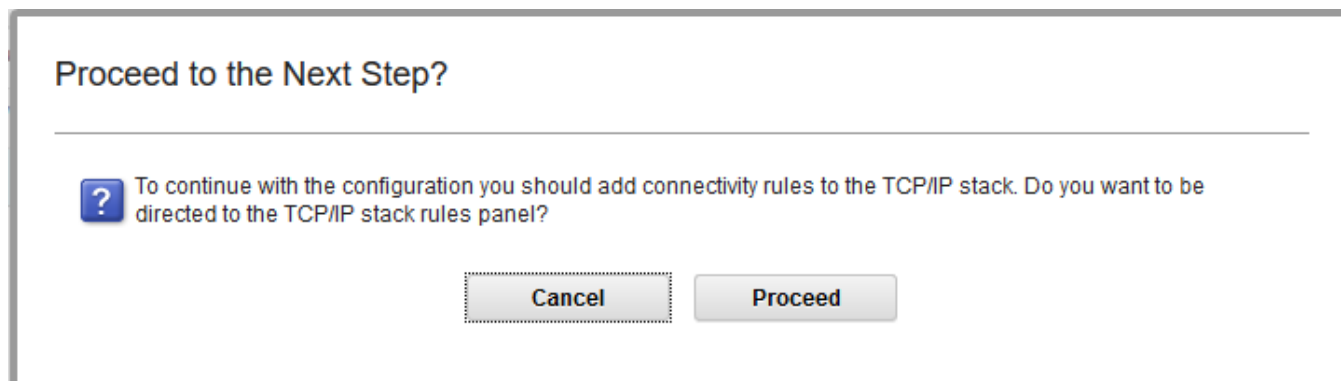 Proceed to the Next Step?
? To continue with the configuration you should add connectivity rules to the TCP/IP stack. Do you want to be
directed to the TCP/IP stack rules panel?
Cancel Proceed